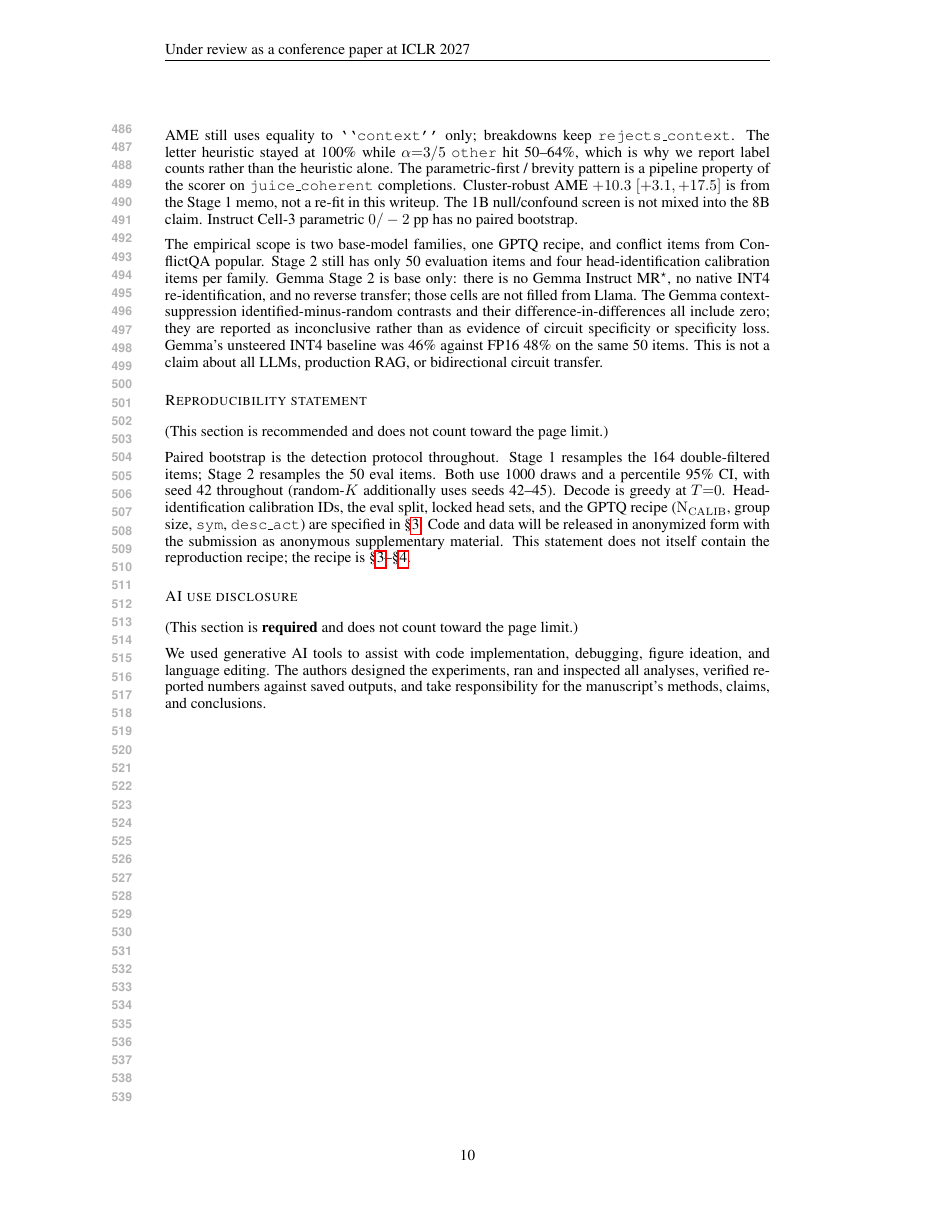 Under review as a conference paper at ICLR 2027
486
487
488
489
490
491
492
493
494
495
496
497
498
499
500
501
502
503
504
505
506
507
508
509
510
511
512
513
514
515
516
517
518
519
520
521
522
523
524
525
526
527
528
529
530
531
532
533
534
535
536
537
538
539
AME still uses equality to ‘‘context’’ only; breakdowns keep rejects_context. The
letter heuristic stayed at 100% while α=3/5 other hit 50–64%, which is why we report label
counts rather than the heuristic alone. The parametric-first / brevity pattern is a pipeline property of
the scorer on juice_coherent completions. Cluster-robust AME +10.3 [+3.1, +17.5] is from
the Stage 1 memo, not a re-fit in this writeup. The 1B null/confound screen is not mixed into the 8B
claim. Instruct Cell-3 parametric 0/ − 2 pp has no paired bootstrap.
The empirical scope is two base-model families, one GPTQ recipe, and conflict items from Con-
flictQA popular. Stage 2 still has only 50 evaluation items and four head-identification calibration
items per family. Gemma Stage 2 is base only: there is no Gemma Instruct MR⋆, no native INT4
re-identification, and no reverse transfer; those cells are not filled from Llama. The Gemma context-
suppression identified-minus-random contrasts and their difference-in-differences all include zero;
they are reported as inconclusive rather than as evidence of circuit specificity or specificity loss.
Gemma’s unsteered INT4 baseline was 46% against FP16 48% on the same 50 items. This is not a
claim about all LLMs, production RAG, or bidirectional circuit transfer.
REPRODUCIBILITY STATEMENT
(This section is recommended and does not count toward the page limit.)
Paired bootstrap is the detection protocol throughout. Stage 1 resamples the 164 double-filtered
items; Stage 2 resamples the 50 eval items. Both use 1000 draws and a percentile 95% CI, with
seed 42 throughout (random-K additionally uses seeds 42–45). Decode is greedy at T=0. Head-
identification calibration IDs, the eval split, locked head sets, and the GPTQ recipe (NCALIB, group
size, sym, desc_act) are specified in §3. Code and data will be released in anonymized form with
the submission as anonymous supplementary material. This statement does not itself contain the
reproduction recipe; the recipe is §3–§4.
AI USE DISCLOSURE
(This section is required and does not count toward the page limit.)
We used generative AI tools to assist with code implementation, debugging, figure ideation, and
language editing. The authors designed the experiments, ran and inspected all analyses, verified re-
ported numbers against saved outputs, and take responsibility for the manuscript’s methods, claims,
and conclusions.
10